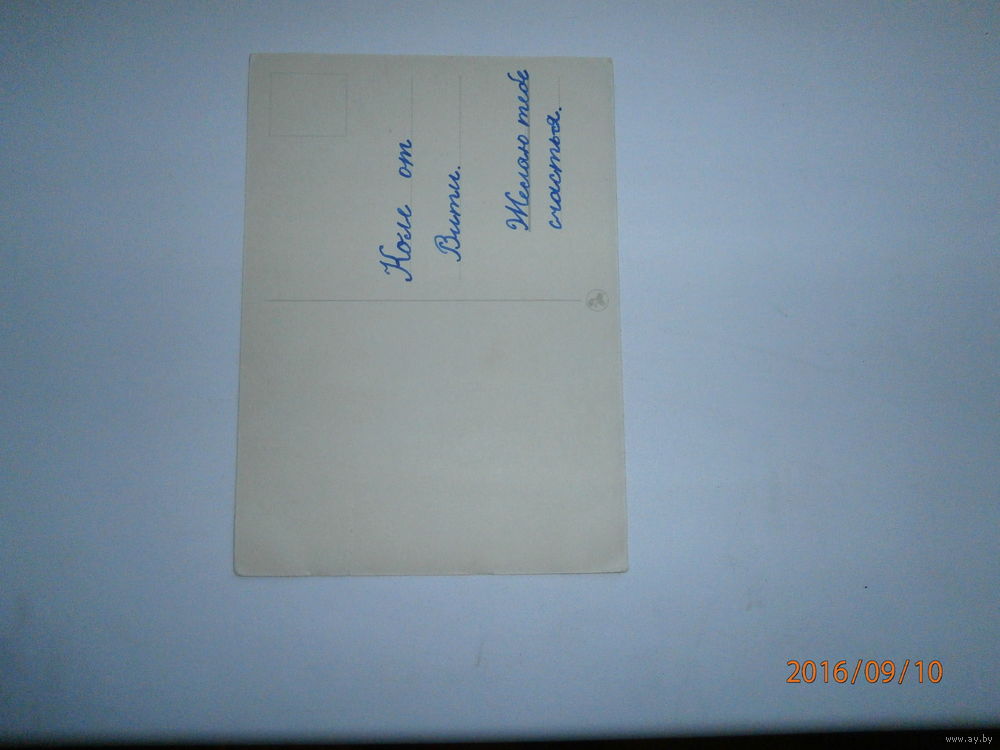 Коле от
Вити.
Желаю тебе
счастья.
2016/09/10
www.ay.by